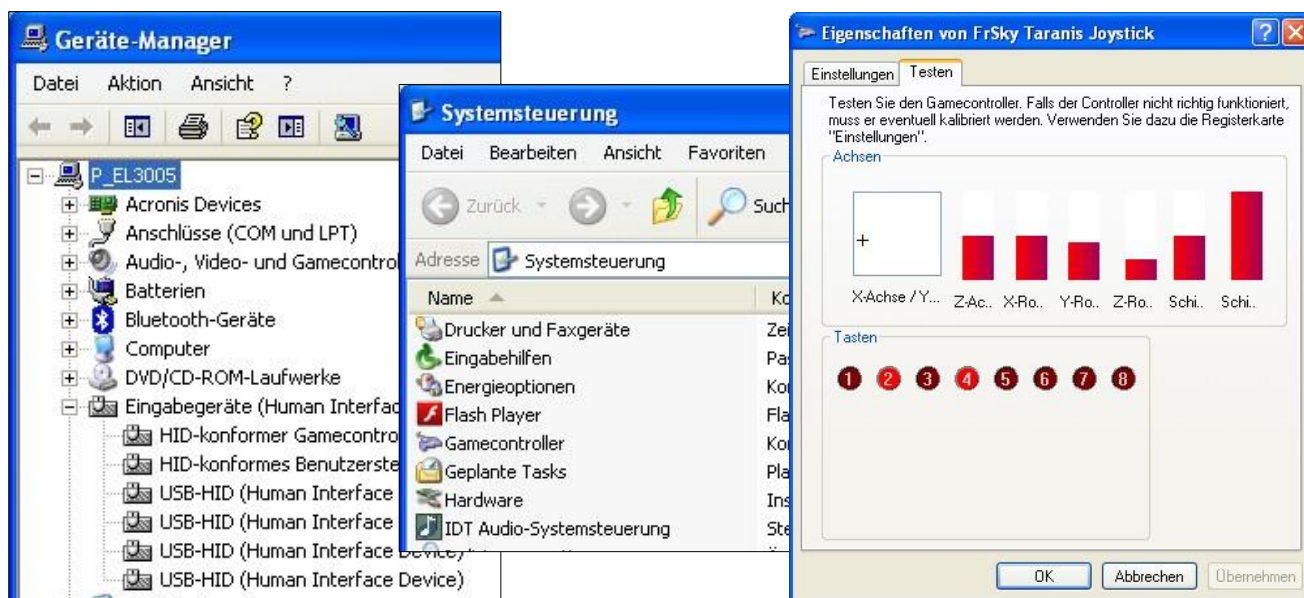 Geräte-Manager
Datei Aktion Ansicht ?
P_EL3005
Acronis Devices
Anschlüsse (COM und LPT)
Audio-, Video- und Gamecontrol
Batterien
Bluetooth-Geräte
Computer
DVD/CD-ROM-Laufwerke
Eingabegeräte (Human Interfac
HID-konformer Gamecontro
HID-konformes Benutzerste
USB-HID (Human Interface
USB-HID (Human Interface
USB-HID (Human Interface Device)
USB-HID (Human Interface Device)
Systemsteuerung
Datei Bearbeiten Ansicht Favoriten
Zurück Such
Adresse Systemsteuerung
Name Ko
Drucker und Faxgeräte Zei
Eingabehilfen Pas
Energieoptionen Kon
Flash Player Fla
Gamecontroller Kon
Geplante Tasks Pla
Hardware Ins
IDT Audio-Systemsteuerung Ste
Eigenschaften von FrSky Taranis Joystick
Einstellungen Testen
Testen Sie den Gamecontroller. Falls der Controller nicht richtig funktioniert,
muss er eventuell kalibriert werden. Verwenden Sie dazu die Registerkarte
"Einstellungen".
Achsen
X-Achse / Y... Z-Ac.. X-Ro.. Y-Ro.. Z-Ro.. Schi.. Schi..
Tasten
1 2 3 4 5 6 7 8
OK Abbrechen Übernehmen